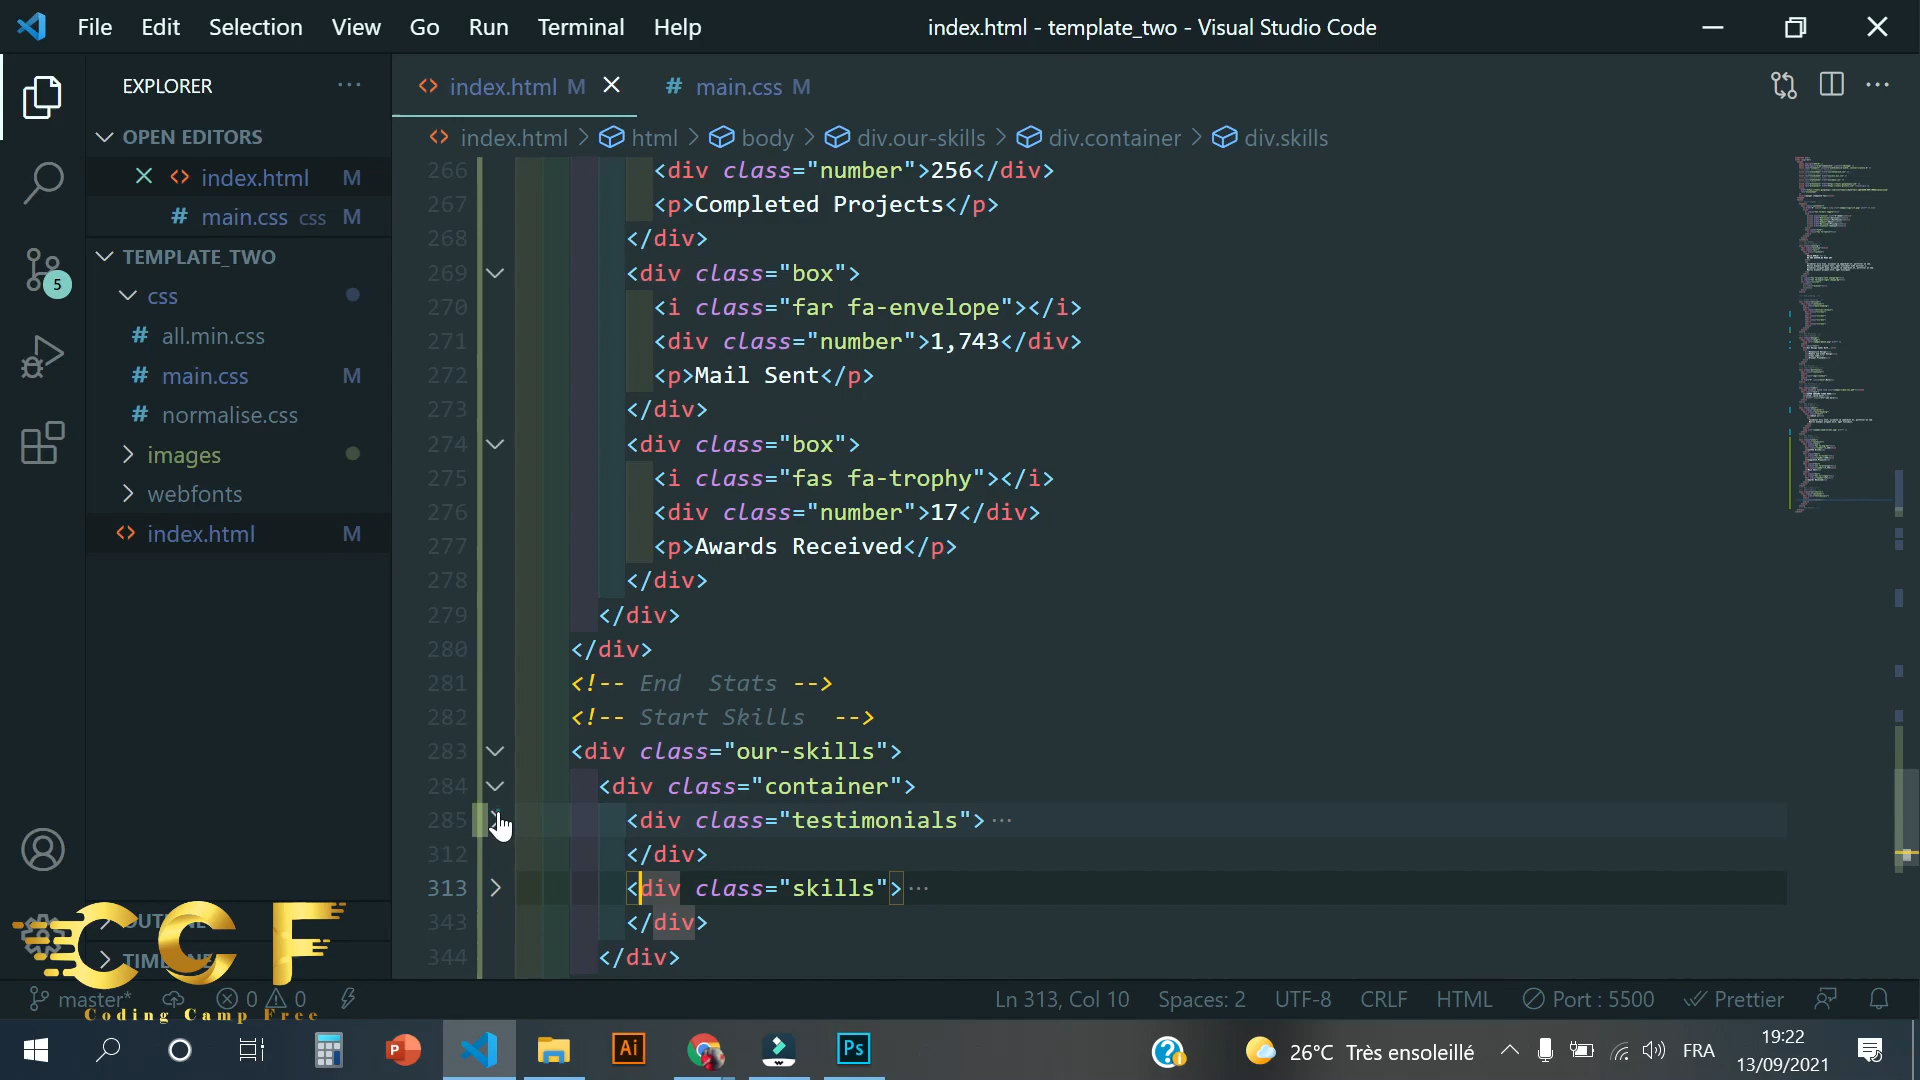 File Edit Selection View Go Run Terminal Help
index.html - template_two - Visual Studio Code
EXPLORER
OPEN EDITORS
index.html M
main.css css M
TEMPLATE_TWO
css
all.min.css
main.css M
normalise.css
images
webfonts
index.html M
5
index.html M
main.css M
index.html > html > body > div.our-skills > div.container > div.skills
266 <div class="number">256</div>
267 <p>Completed Projects</p>
268 </div>
269 <div class="box">
270 <i class="far fa-envelope"></i>
271 <div class="number">1,743</div>
272 <p>Mail Sent</p>
273 </div>
274 <div class="box">
275 <i class="fas fa-trophy"></i>
276 <div class="number">17</div>
277 <p>Awards Received</p>
278 </div>
279 </div>
280 </div>
281 <!-- End  Stats -->
282 <!-- Start Skills  -->
283 <div class="our-skills">
284 <div class="container">
285 <div class="testimonials">···
312 </div>
313 <div class="skills">···
343 </div>
344 </div>
CCF
Coding Camp Free
master* 0 0
Ln 313, Col 10 Spaces: 2 UTF-8 CRLF HTML Port : 5500 Prettier
P Ai Ps
26°C Très ensoleillé
FRA
19:22
13/09/2021